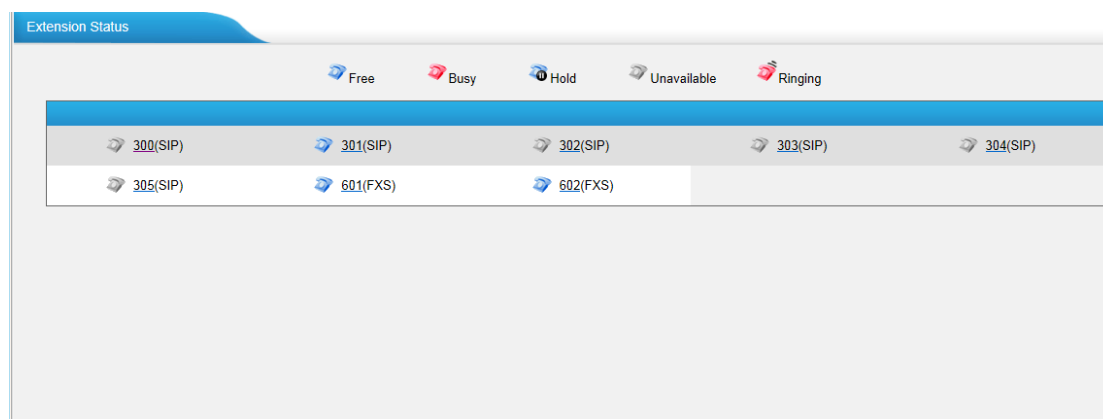 Extension Status
Free Busy Hold Unavailable Ringing
300(SIP) 301(SIP) 302(SIP) 303(SIP) 304(SIP)
305(SIP) 601(FXS) 602(FXS)